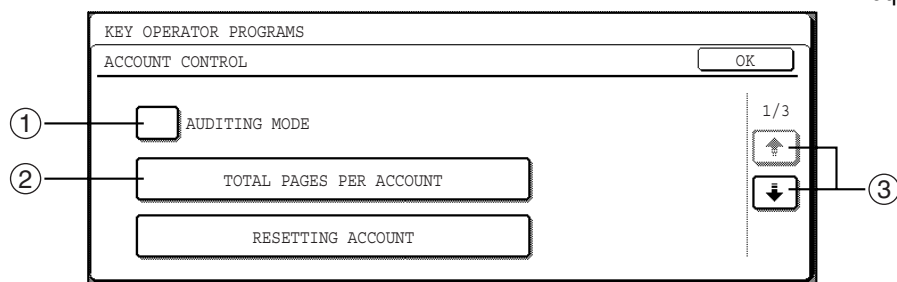 KEY OPERATOR PROGRAMS
ACCOUNT CONTROL
OK
① AUDITING MODE
1/3
② TOTAL PAGES PER ACCOUNT
③
RESETTING ACCOUNT